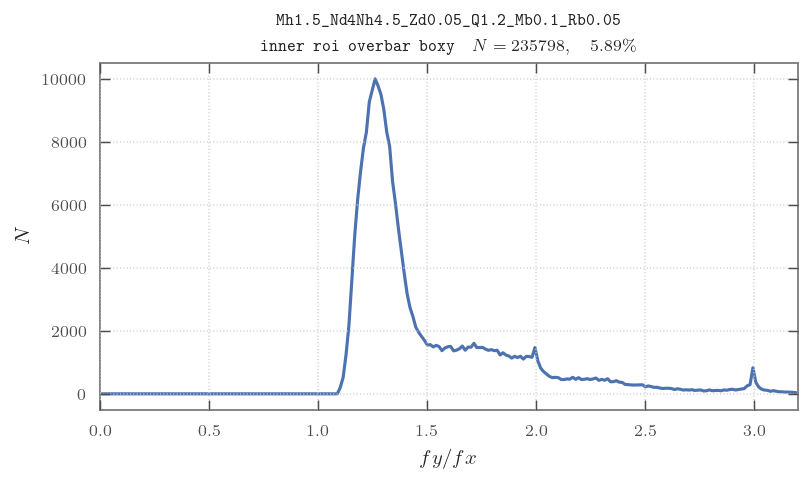 Mh1.5_Nd4Nh4.5_Zd0.05_Q1.2_Mb0.1_Rb0.05
inner roi overbar boxy N = 235798, 5.89%
10000
8000
6000
4000
2000
0
N
0.0 0.5 1.0 1.5 2.0 2.5 3.0
fy/fx